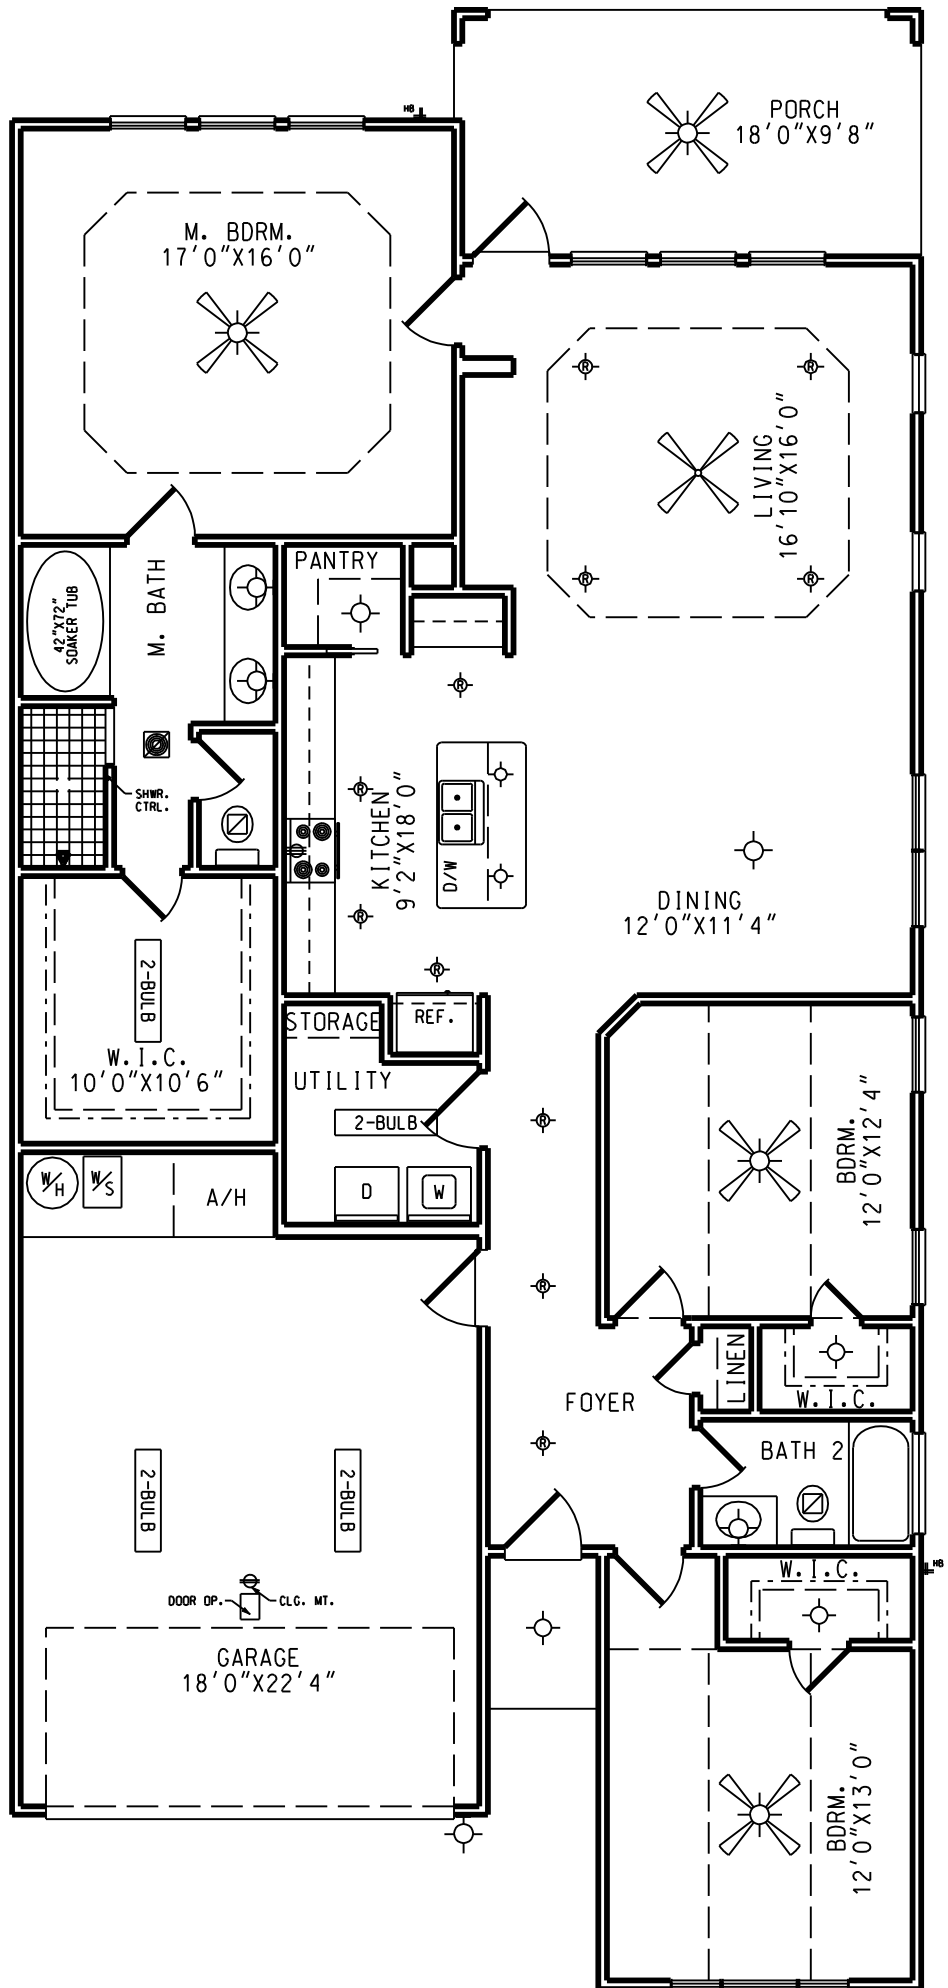 HB
PORCH
18'0"X9'8"
M. BDRM.
17'0"X16'0"
LIVING
16'10"X16'0"
R
R
R
R
PANTRY
M. BATH
42"X72"
SOAKER TUB
R
SHWR.
CTRL.
R
KITCHEN
9'2"X18'0"
D/W
R
DINING
12'0"X11'4"
R
2-BULB
W.I.C.
10'0"X10'6"
STORAGE
REF.
UTILITY
2-BULB
R
BDRM.
12'0"X12'4"
W/H
W/S
A/H
D
W
R
LINEN
W.I.C.
FOYER
R
BATH 2
2-BULB
2-BULB
W.I.C.
HB
DOOR OP.
CLG. MT.
GARAGE
18'0"X22'4"
BDRM.
12'0"X13'0"